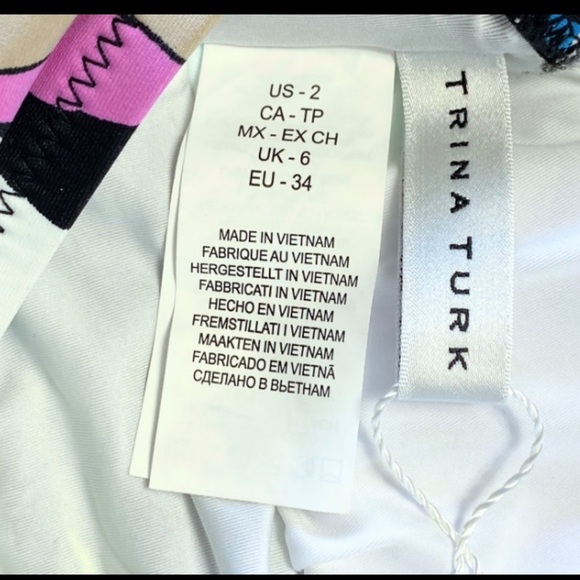 US - 2
CA - TP
MX - EX CH
UK - 6
EU - 34
MADE IN VIETNAM
FABRIQUE AU VIETNAM
HERGESTELLT IN VIETNAM
FABBRICATI IN VIETNAM
HECHO EN VIETNAM
FREMSTILLATI I VIETNAM
MAAKTEN IN VIETNAM
FABRICADO EM VIETNÃ
СДЕЛАНО В ВЬЕТНАМ
TRINA TURK